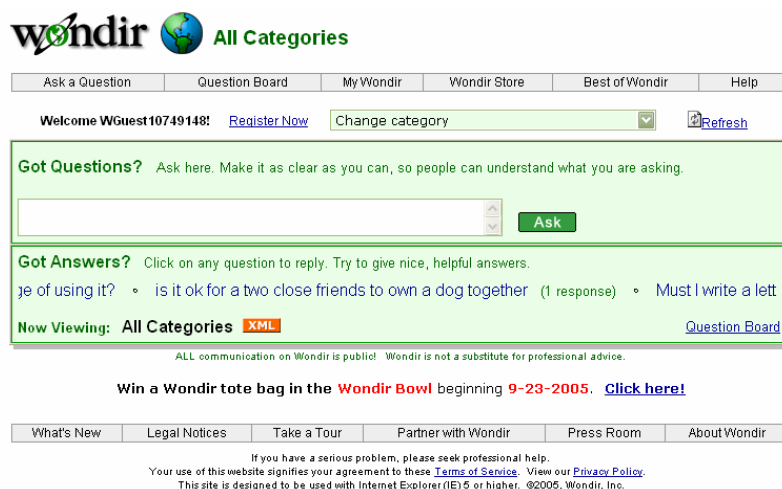 wondir All Categories
Ask a Question Question Board My Wondir Wondir Store Best of Wondir Help
Welcome WGuest10749148! Register Now Change category Refresh
Got Questions? Ask here. Make it as clear as you can, so people can understand what you are asking.
Ask
Got Answers? Click on any question to reply. Try to give nice, helpful answers.
ge of using it? • is it ok for a two close friends to own a dog together (1 response) • Must I write a lett
Now Viewing: All Categories XML Question Board
ALL communication on Wondir is public! Wondir is not a substitute for professional advice.
Win a Wondir tote bag in the Wondir Bowl beginning 9-23-2005. Click here!
What's New Legal Notices Take a Tour Partner with Wondir Press Room About Wondir
If you have a serious problem, please seek professional help.
Your use of this website signifies your agreement to these Terms of Service. View our Privacy Policy.
This site is designed to be used with Internet Explorer (IE) 5 or higher. ©2005, Wondir, Inc.